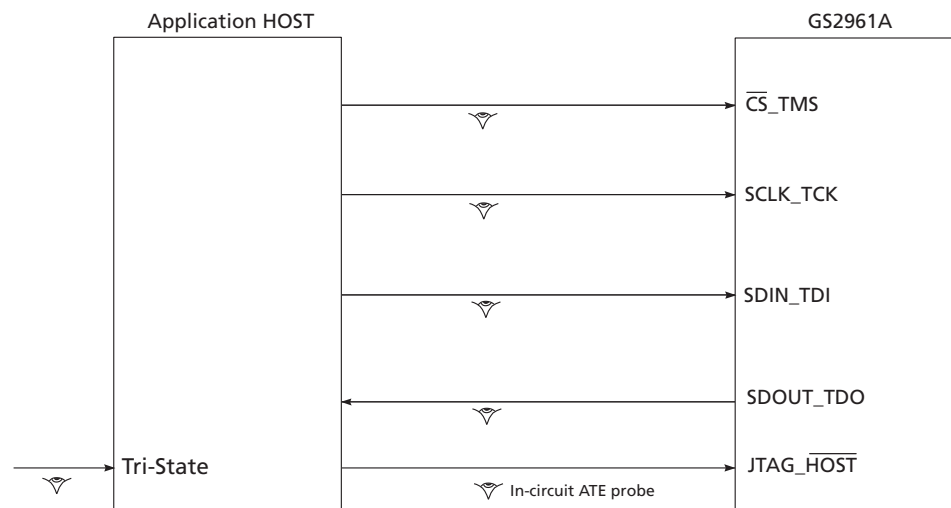 Application HOST
GS2961A
CS_TMS
SCLK_TCK
SDIN_TDI
SDOUT_TDO
Tri-State
JTAG_HOST
In-circuit ATE probe